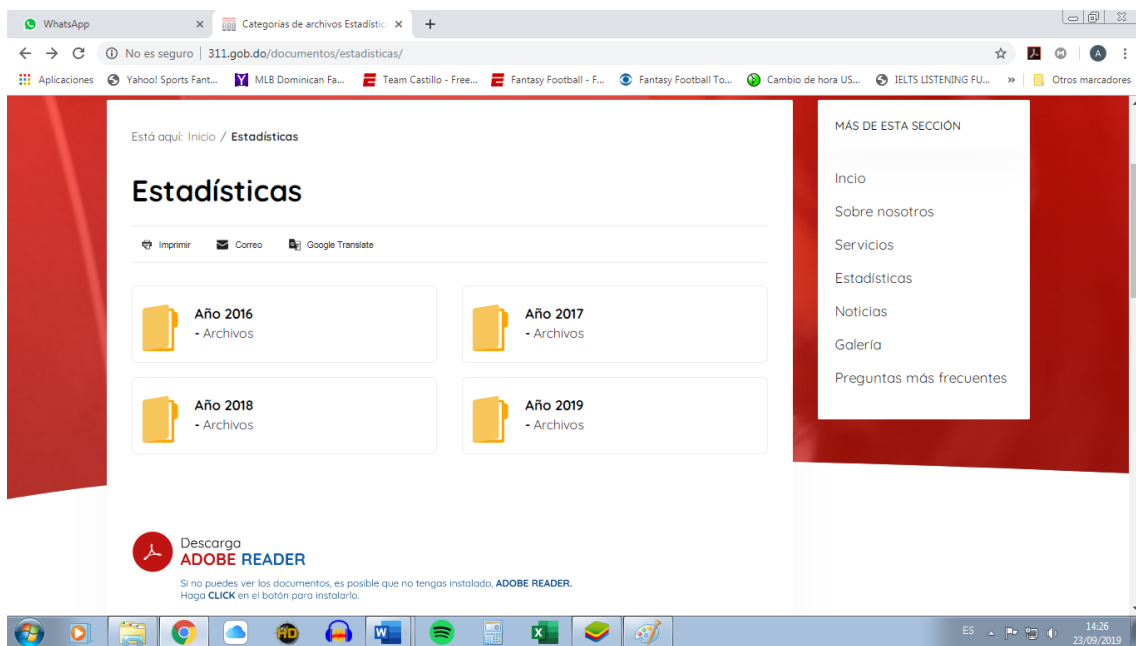 WhatsApp
Categorias de archivos Estadístic
No es seguro | 311.gob.do/documentos/estadisticas/
Aplicaciones Yahoo! Sports Fant... MLB Dominican Fa... Team Castillo - Free... Fantasy Football - F... Fantasy Football To... Cambio de hora US... IELTS LISTENING FU... » Otros marcadores
Está aquí: Inicio / Estadísticas
Estadísticas
Imprimir Correo Google Translate
Año 2016
- Archivos
Año 2017
- Archivos
Año 2018
- Archivos
Año 2019
- Archivos
Descarga
ADOBE READER
Si no puedes ver los documentos, es posible que no tengas instalado, ADOBE READER.
Haga CLICK en el botón para instalarlo.
MÁS DE ESTA SECCIÓN
Incio
Sobre nosotros
Servicios
Estadísticas
Noticias
Galería
Preguntas más frecuentes
ES
14:26
23/09/2019